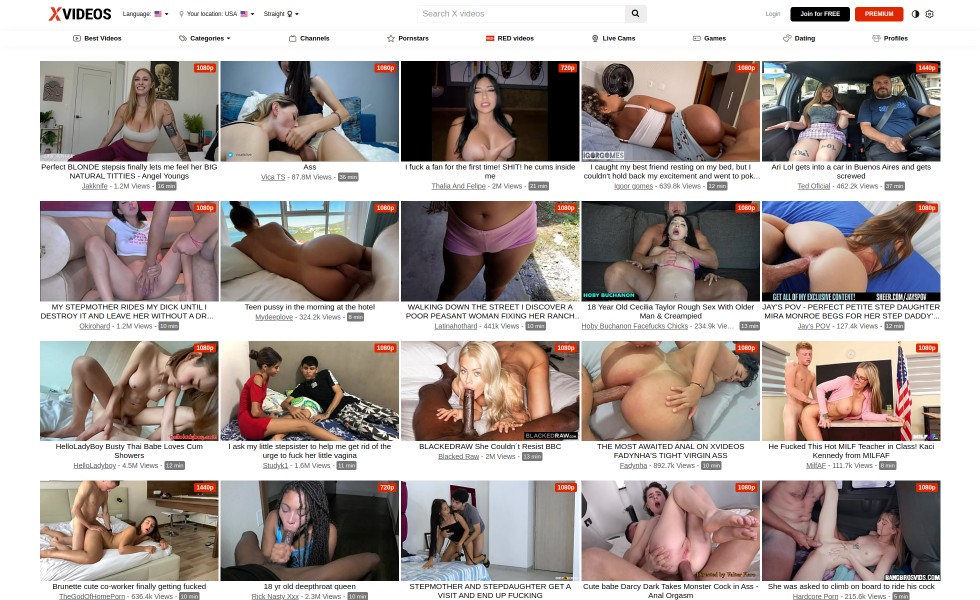 XVIDEOS
Language:
Your location: USA
Straight
Search X videos
Login
Join for FREE
PREMIUM
Best Videos
Categories
Channels
Pornstars
RED videos
Live Cams
Games
Dating
Profiles
1080p
Perfect BLONDE stepsis finally lets me feel her BIG
NATURAL TITTIES - Angel Youngs
Jakknife - 1.2M Views - 16 min
1080p
Ass
Vica TS - 87.8M Views - 36 min
720p
I fuck a fan for the first time! SHIT! he cums inside
me
Thalia And Felipe - 2M Views - 21 min
1080p
IGORGOMES
I caught my best friend resting on my bed, but I
couldn't hold back my excitement and went to pok...
Igoor gomes - 639.8k Views - 12 min
1440p
Ari Lol gets into a car in Buenos Aires and gets
screwed
Ted Oficial - 462.2k Views - 37 min
1080p
MY STEPMOTHER RIDES MY DICK UNTIL I
DESTROY IT AND LEAVE HER WITHOUT A DR...
Okirohard - 1.2M Views - 10 min
1080p
Teen pussy in the morning at the hotel
Mydeeplove - 324.2k Views - 8 min
1080p
WALKING DOWN THE STREET I DISCOVER A
POOR PEASANT WOMAN FIXING HER RANCH...
Latinahothard - 441k Views - 10 min
1080p
HOBY BUCHANON
18 Year Old Cecilia Taylor Rough Sex With Older
Man & Creampied
Hoby Buchanon Facefucks Chicks - 234.9k Vie... 13 min
1080p
GET ALL OF MY EXCLUSIVE CONTENT!
SHEER.COM/JAYSPOV
JAY'S POV - PERFECT PETITE STEP DAUGHTER
MIRA MONROE BEGS FOR HER STEP DADDY'...
Jay's POV - 127.4k Views - 12 min
1080p
HelloLadyBoy Busty Thai Babe Loves Cum
Showers
HelloLadyboy - 4.5M Views - 12 min
1080p
I ask my little stepsister to help me get rid of the
urge to fuck her little vagina
Studyk1 - 1.6M Views - 11 min
1080p
BLACKEDRAW.COM
BLACKEDRAW She Couldn´t Resist BBC
Blacked Raw - 2M Views - 13 min
1080p
THE MOST AWAITED ANAL ON XVIDEOS
FADYNHA'S TIGHT VIRGIN ASS
Fadynha - 892.7k Views - 10 min
1080p
He Fucked This Hot MILF Teacher in Class! Kaci
Kennedy from MILFAF
MilfAF - 111.7k Views - 8 min
1440p
Brunette cute co-worker finally getting fucked
TheGodOfHomePorn - 636.4k Views - 10 min
720p
18 yr old deepthroat queen
Rick Nasty Xxx - 2.3M Views - 10 min
1080p
STEPMOTHER AND STEPDAUGHTER GET A
VISIT AND END UP FUCKING
1080p
Cute babe Darcy Dark Takes Monster Cock in Ass -
Anal Orgasm
1080p
BANGBROSVIDS.COM
She was asked to climb on board to ride his cock
Hardcore Porn - 215.6k Views - 5 min